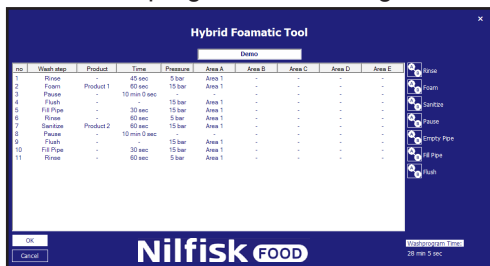 ×
Hybrid Foamatic Tool
Demo
no Wash step Product Time Pressure Area A Area B Area C Area D Area E
1 Rinse - 45 sec 5 bar Area 1 - - - -
2 Foam Product 1 60 sec 15 bar Area 1 - - - -
3 Pause - 10 min 0 sec - - - - -
4 Flush - - 15 bar Area 1 - - - -
5 Fill Pipe - 30 sec 15 bar Area 1 - - - -
6 Rinse - 60 sec 5 bar Area 1 - - - -
7 Sanitize Product 2 60 sec 15 bar Area 1 - - - -
8 Pause - 10 min 0 sec - - - - -
9 Flush - - 15 bar Area 1 - - - -
10 Fill Pipe - 30 sec 15 bar Area 1 - - - -
11 Rinse - 60 sec 5 bar Area 1 - - - -
Rinse
Foam
Sanitize
Pause
Empty Pipe
Fill Pipe
Flush
OK
Cancel
Nilfisk FOOD
Washprogram Time:
28 min 5 sec